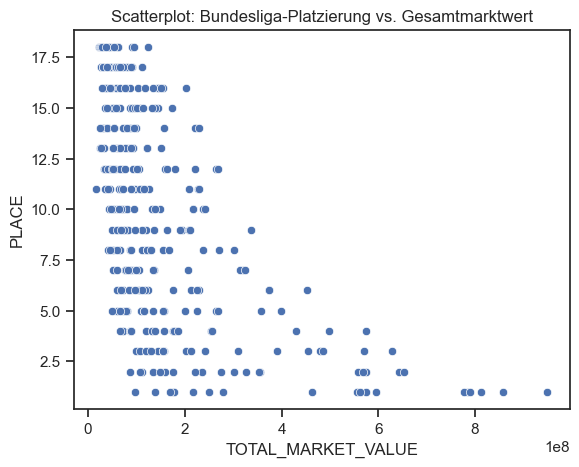 Scatterplot: Bundesliga-Platzierung vs. Gesamtmarktwert
17.5
15.0
12.5
10.0
7.5
5.0
2.5
PLACE
0 2 4 6 8
1e8
TOTAL_MARKET_VALUE